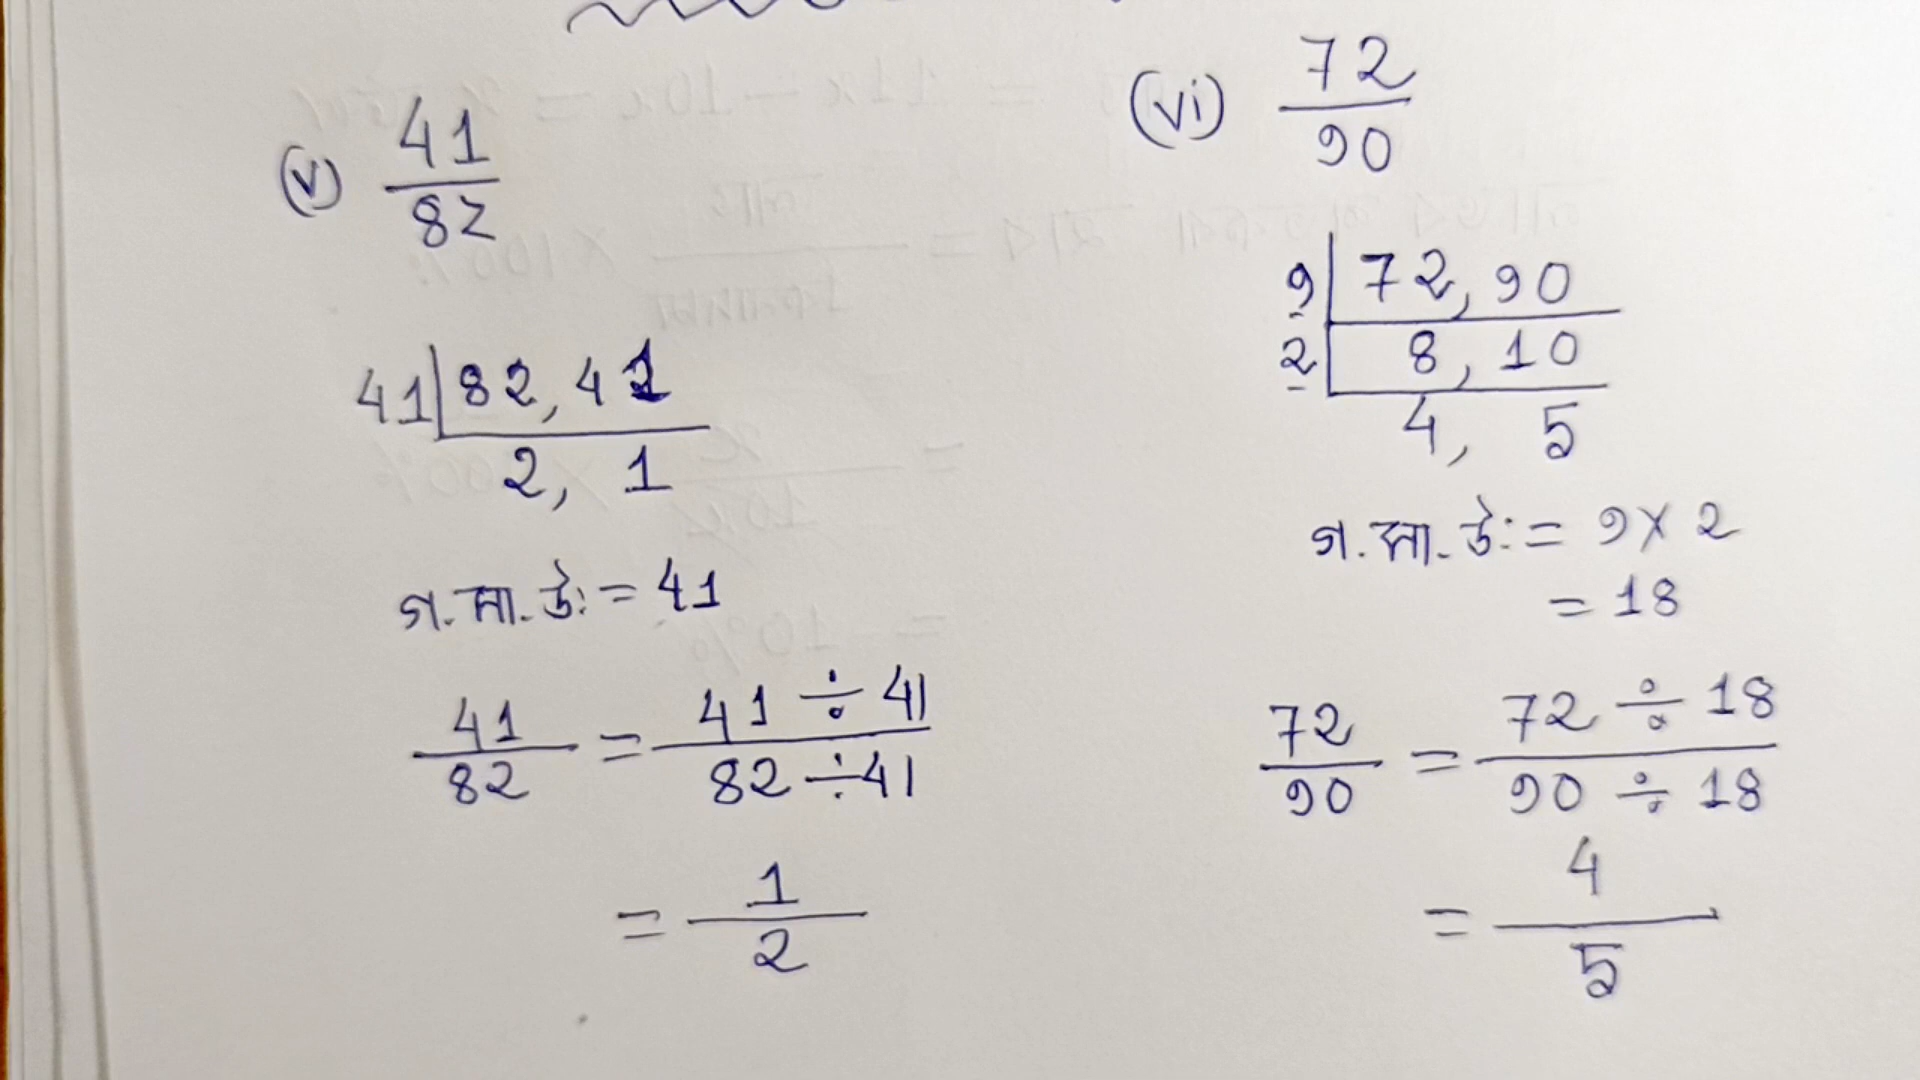 (v) 41/82
41 | 82, 41
2, 1
গ.সা.উ: = 41
41/82 = 41 ÷ 41 / 82 ÷ 41
= 1/2
(vi) 72/90
9 | 72, 90
2 | 8, 10
4, 5
গ.সা.উ: = 9 × 2
= 18
72/90 = 72 ÷ 18 / 90 ÷ 18
= 4/5